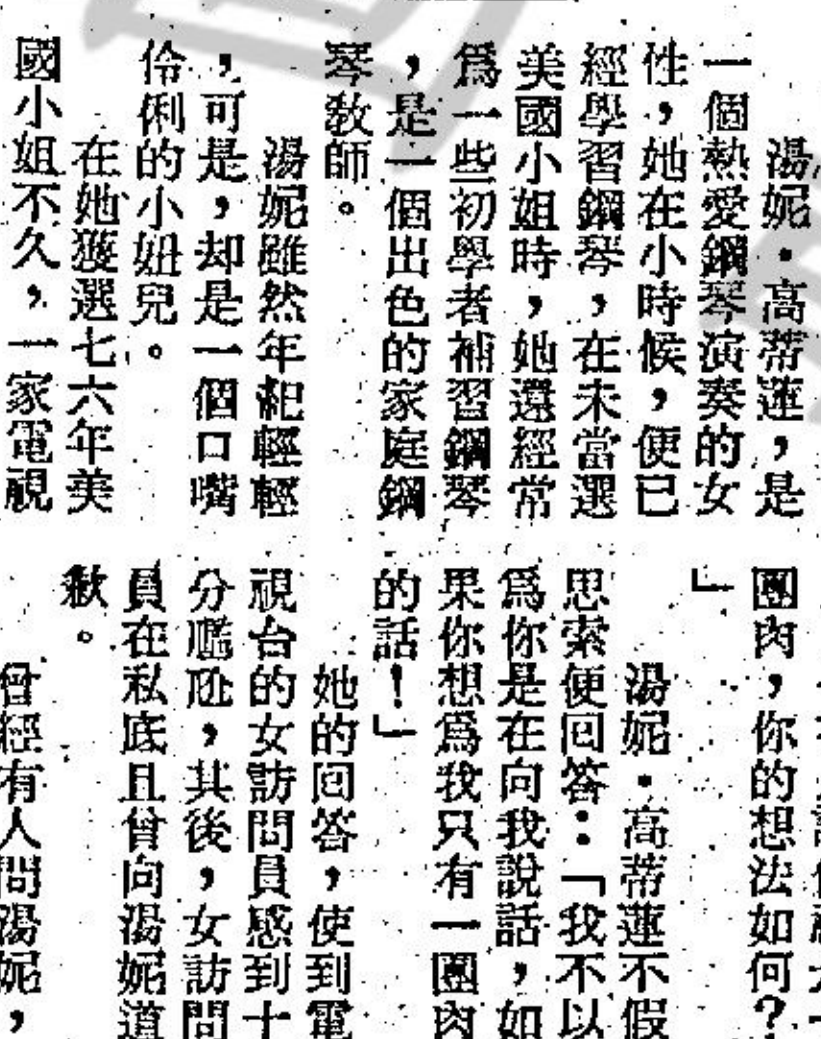 湯妮・高蒂蓮，是
一個熱愛鋼琴演奏的女
性，她在小時候，便已
經學習鋼琴，在未當選
美國小姐時，她還經常
爲一些初學者補習鋼琴
，是一個出色的家庭鋼
琴教師。
湯妮雖然年紀輕輕
，可是，却是一個口嘴
伶俐的小妞兒。
在她獲選七六年美
國小姐不久，一家電視
團肉，你的想法如何？
」
湯妮・高蒂蓮不假
思索便回答：「我不以
爲你是在向我說話，如
果你想爲我只有一團肉
的話！」
她的回答，使到電
視台的女訪問員感到十
分尷尬，其後，女訪問
員在私底且曾向湯妮道
歉。
曾經有人問湯妮，